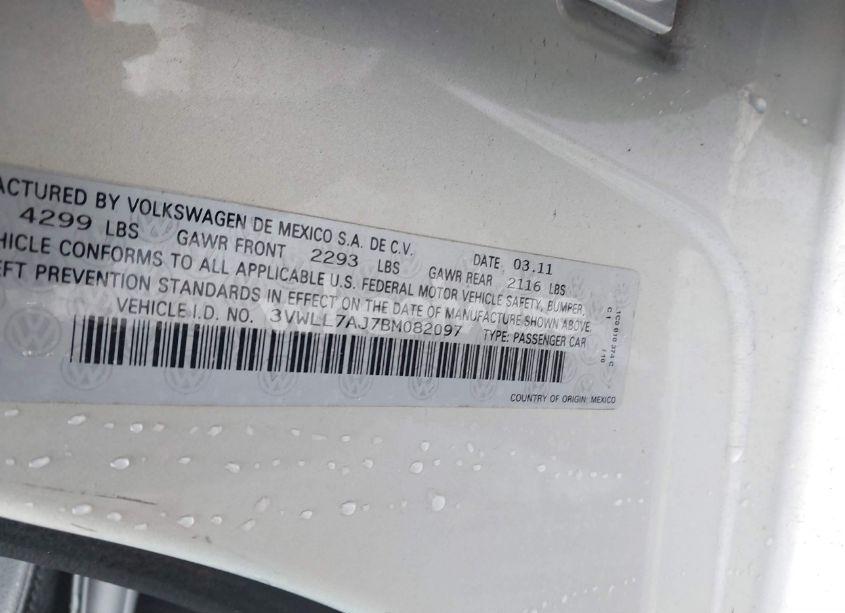 ACTURED BY VOLKSWAGEN DE MEXICO S.A. DE C.V. DATE 03.11
4299 LBS GAWR FRONT 2293 LBS GAWR REAR 2116 LBS
HICLE CONFORMS TO ALL APPLICABLE U.S. FEDERAL MOTOR VEHICLE SAFETY, BUMPER,
EFT PREVENTION STANDARDS IN EFFECT ON THE DATE OF MANUFACTURE SHOWN ABOVE.
VEHICLE I.D. NO. 3VWLL7AJ7BM082097 TYPE: PASSENGER CAR
COUNTRY OF ORIGIN: MEXICO